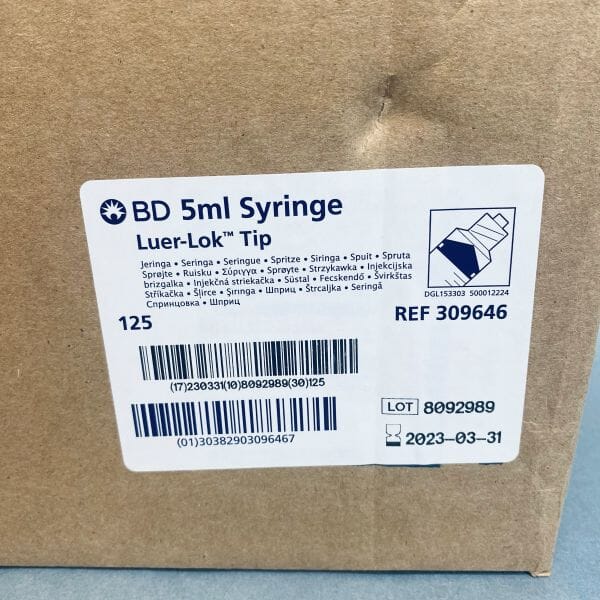 BD 5ml Syringe
Luer-Lok™ Tip
Jeringa • Seringa • Seringue • Spritze • Siringa • Spuit • Spruta
Sprøjte • Ruisku • Σύριγγα • Sprøyte • Strzykawka • Injekcijska
brizgalka • Injekčná striekačka • Süstal • Fecskendő • Švirkštas
Stříkačka • Šļirce • Şırınga • Шприц • Štrcaljka • Seringă
Спринцовка • Шприц
DGL153303 500012224
125
REF 309646
(17)230331(10)8092989(30)125
(01)30382903096467
LOT 8092989
2023-03-31